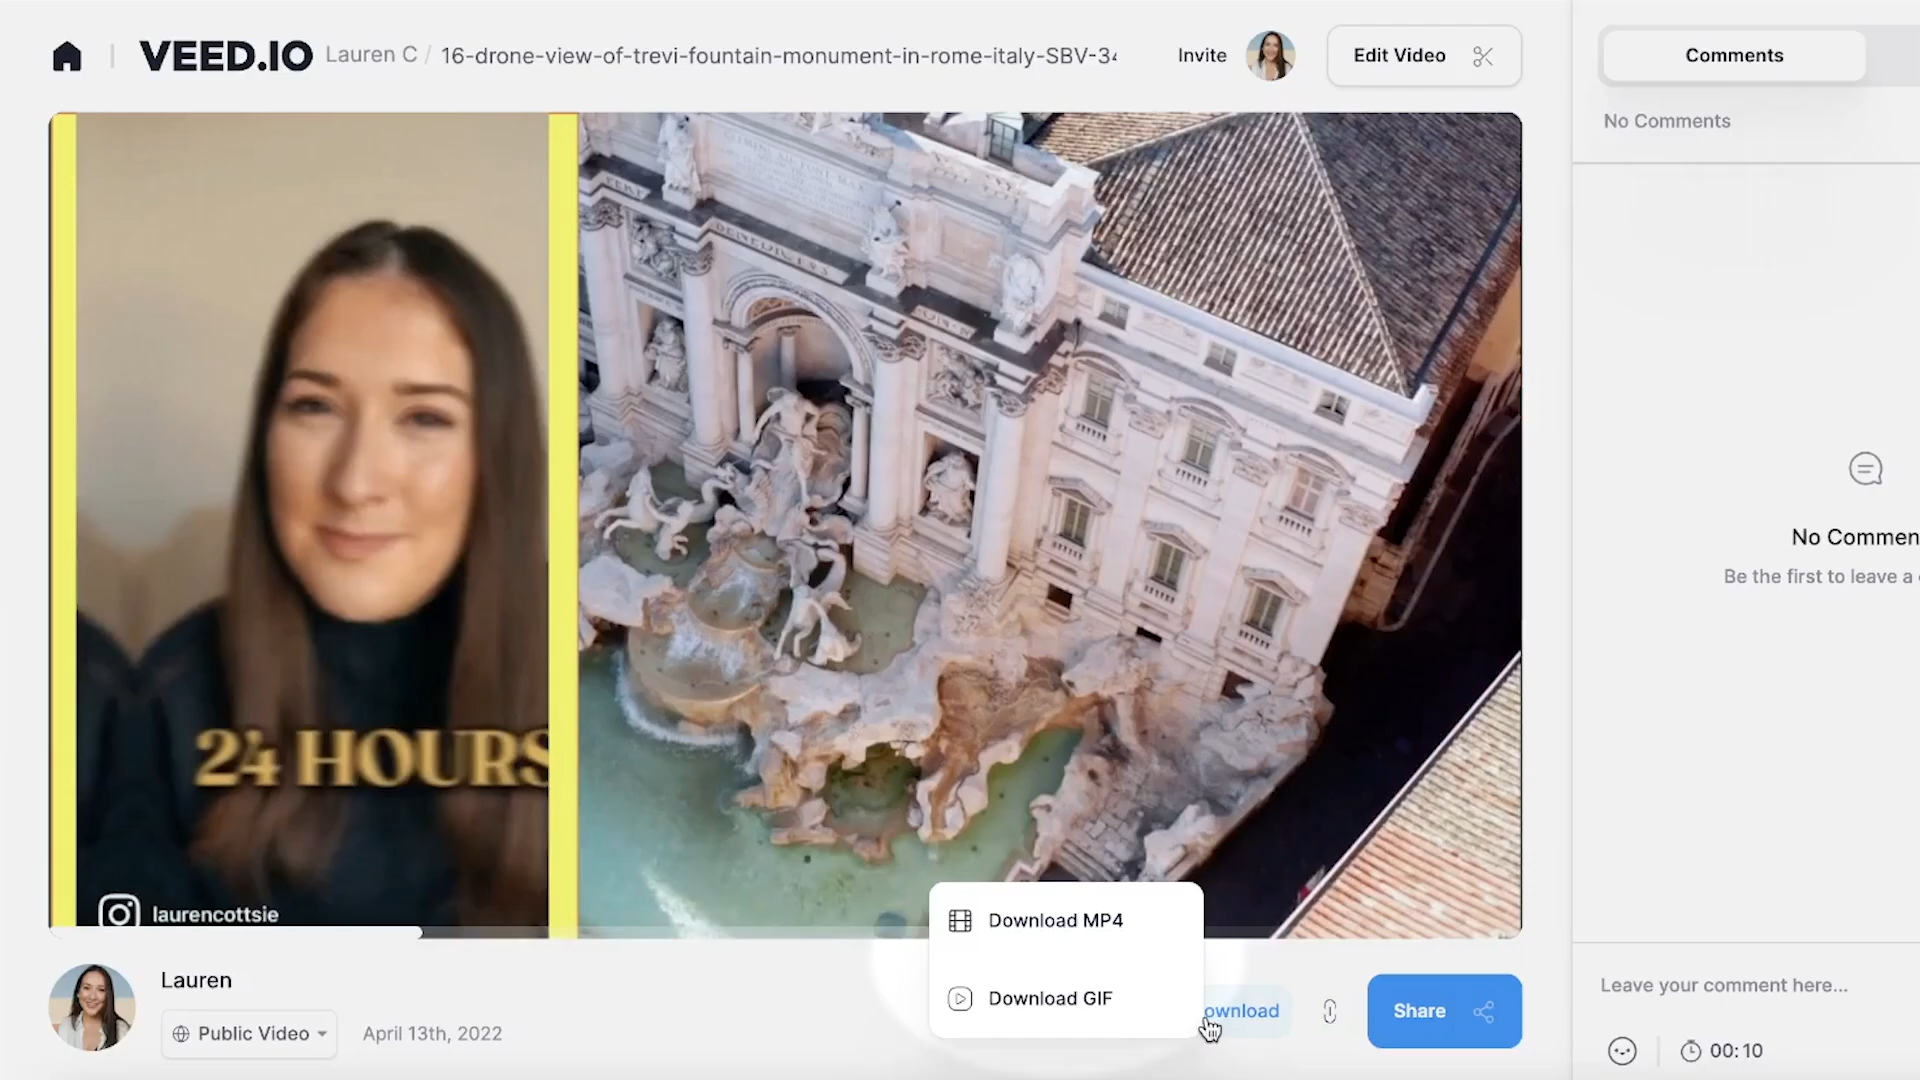 VEED.IO
Lauren C / 16-drone-view-of-trevi-fountain-monument-in-rome-italy-SBV-34
Invite
Edit Video
Comments
No Comments
BENEDICT
24 HOURS
laurencottsie
No Commen
Be the first to leave a
Download MP4
Download GIF
ownload
Share
Lauren
Public Video
April 13th, 2022
Leave your comment here...
00:10